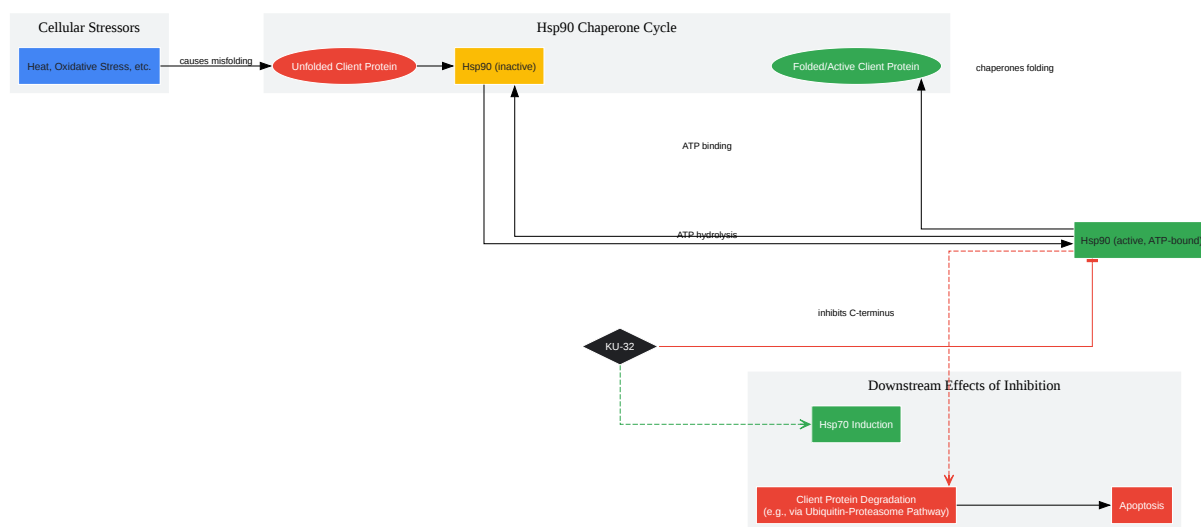 Cellular Stressors
Hsp90 Chaperone Cycle
Heat, Oxidative Stress, etc.
causes misfolding
Unfolded Client Protein
Hsp90 (inactive)
Folded/Active Client Protein
chaperones folding
ATP binding
ATP hydrolysis
Hsp90 (active, ATP-bound)
inhibits C-terminus
KU-32
Downstream Effects of Inhibition
Hsp70 Induction
Client Protein Degradation
(e.g., via Ubiquitin-Proteasome Pathway)
Apoptosis